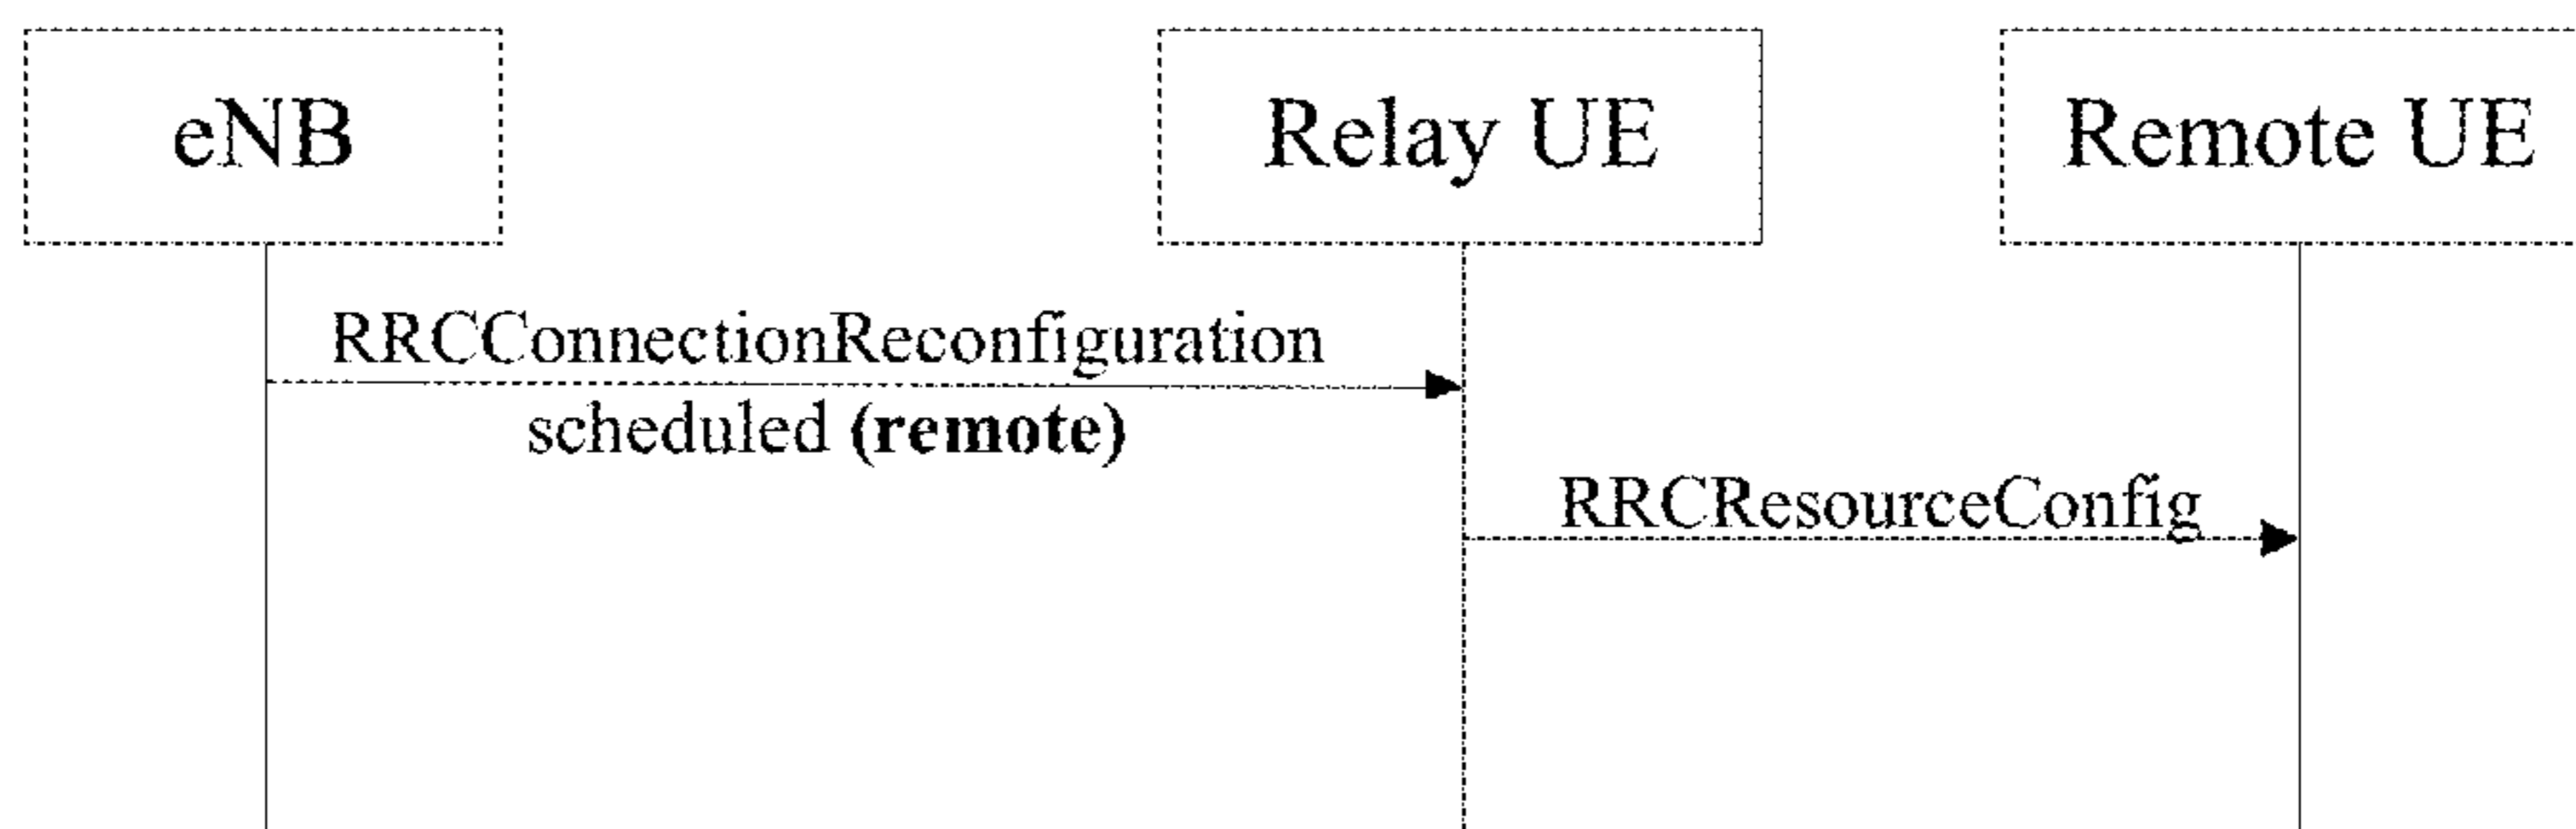 eNB
Relay UE
Remote UE
RRCConnectionReconfiguration
scheduled (remote)
RRCResourceConfig